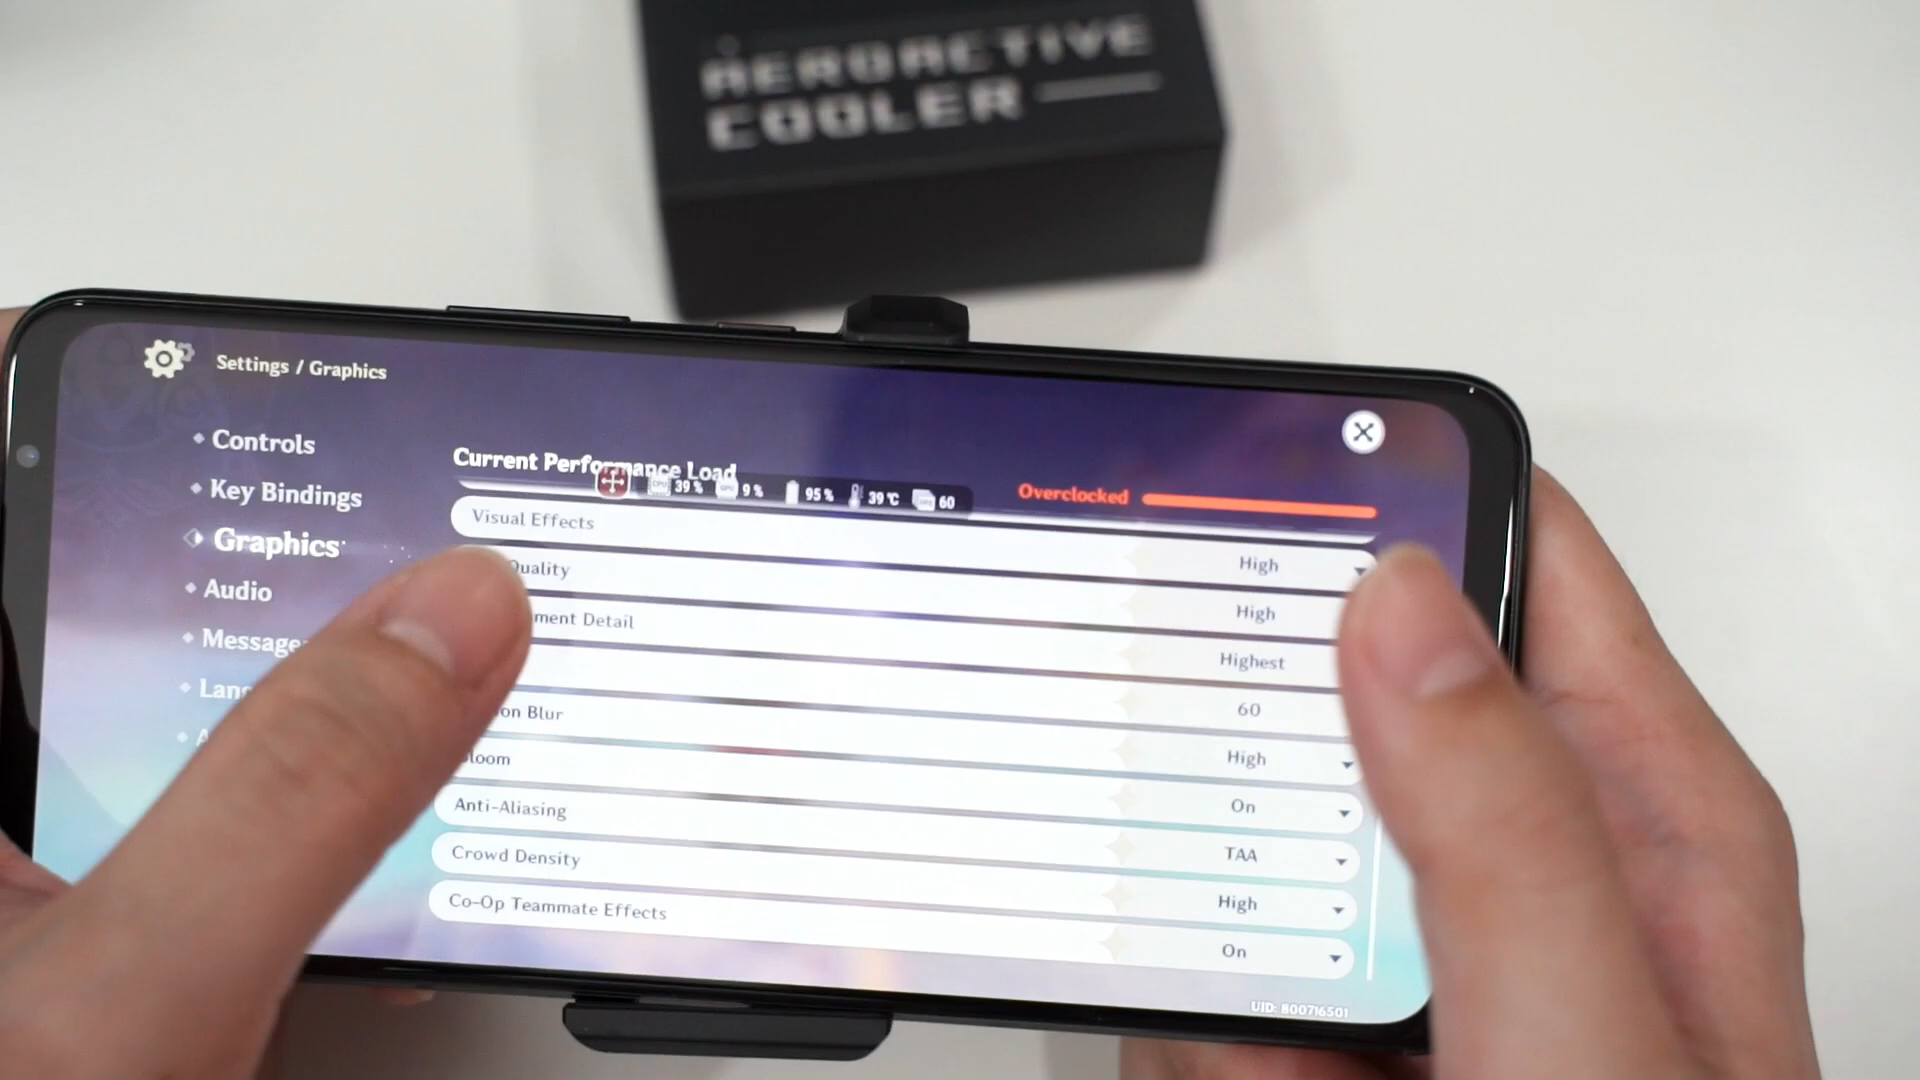 AEROACTIVE
COOLER
Settings / Graphics
Controls
Key Bindings
Graphics
Audio
Current Performance Load
CPU 39 % 9 % 95 % 39 °C 60
Overclocked
Visual Effects High
Quality High
ment Detail Highest
60
on Blur High
loom On
Anti-Aliasing TAA
Crowd Density High
Co-Op Teammate Effects On
UID: 800716501